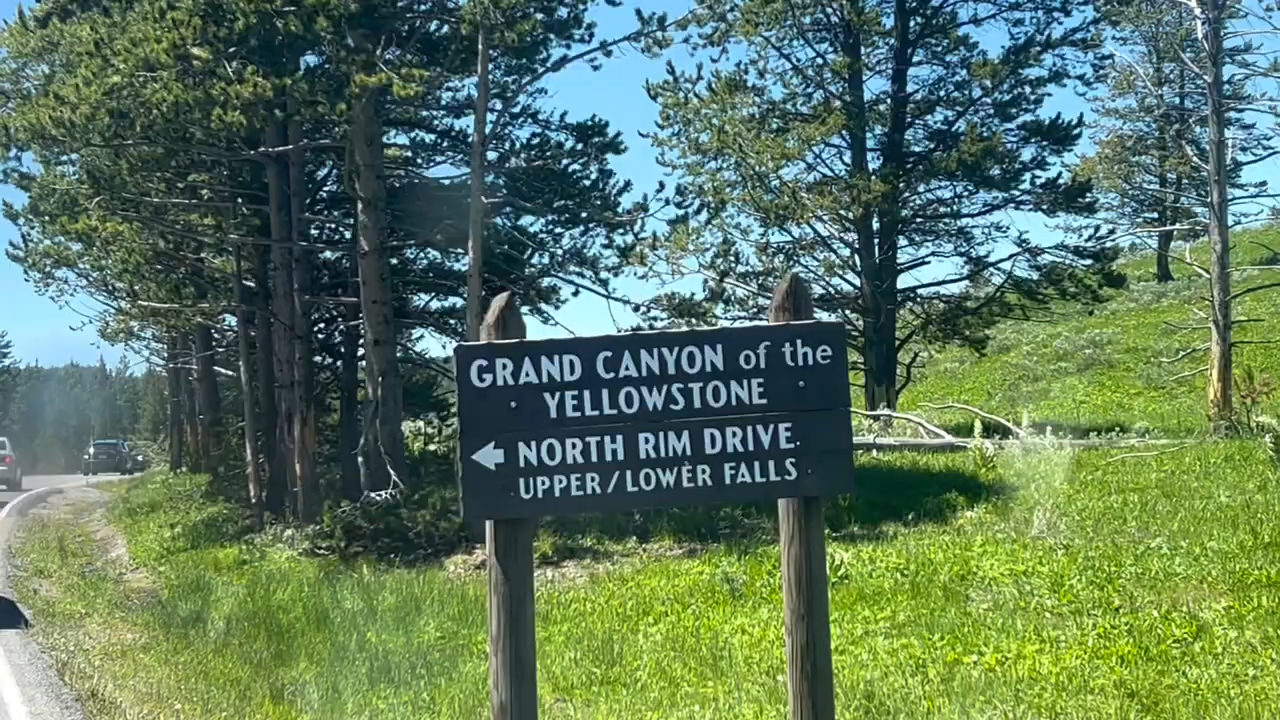 GRAND CANYON of the
YELLOWSTONE
NORTH RIM DRIVE.
UPPER/LOWER FALLS